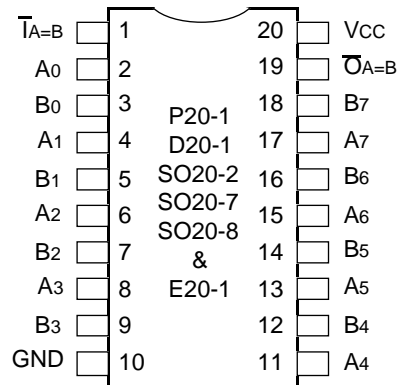 I̅A=B 1 20 VCC
A0 2 19 O̅A=B
B0 3 18 B7
P20-1
A1 4 17 A7
D20-1
B1 5 SO20-2 16 B6
SO20-7
A2 6 15 A6
SO20-8
B2 7 14 B5
&
A3 8 E20-1 13 A5
B3 9 12 B4
GND 10 11 A4